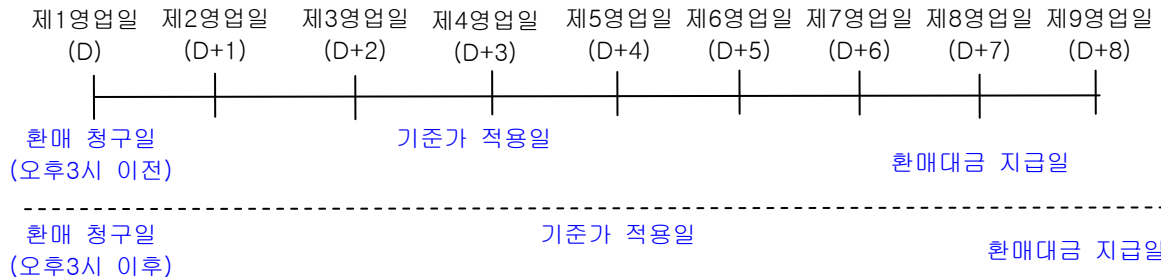 제1영업일 제2영업일 제3영업일 제4영업일 제5영업일 제6영업일 제7영업일 제8영업일 제9영업일
(D) (D+1) (D+2) (D+3) (D+4) (D+5) (D+6) (D+7) (D+8)
환매 청구일 기준가 적용일
(오후3시 이전) 환매대금 지급일
환매 청구일 기준가 적용일
(오후3시 이후) 환매대금 지급일